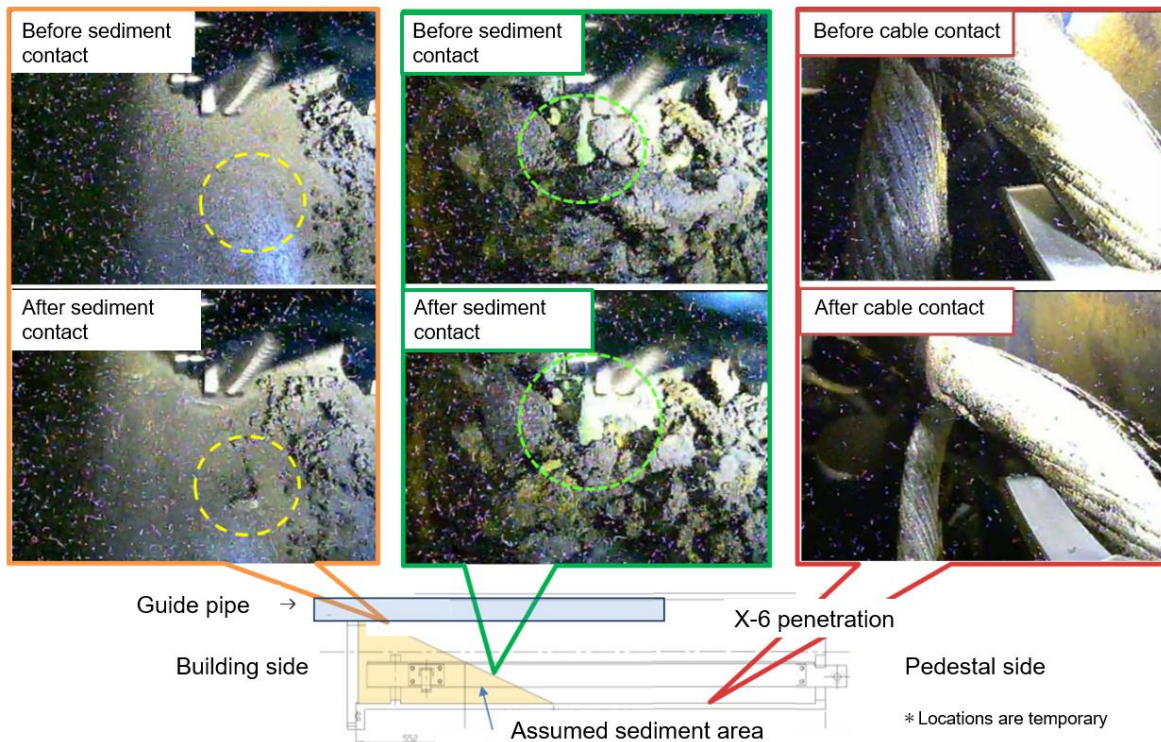 Before sediment
contact
Before sediment
contact
Before cable contact
After sediment
contact
After sediment
contact
After cable contact
Guide pipe →
X-6 penetration
Building side
Pedestal side
Assumed sediment area
* Locations are temporary
552